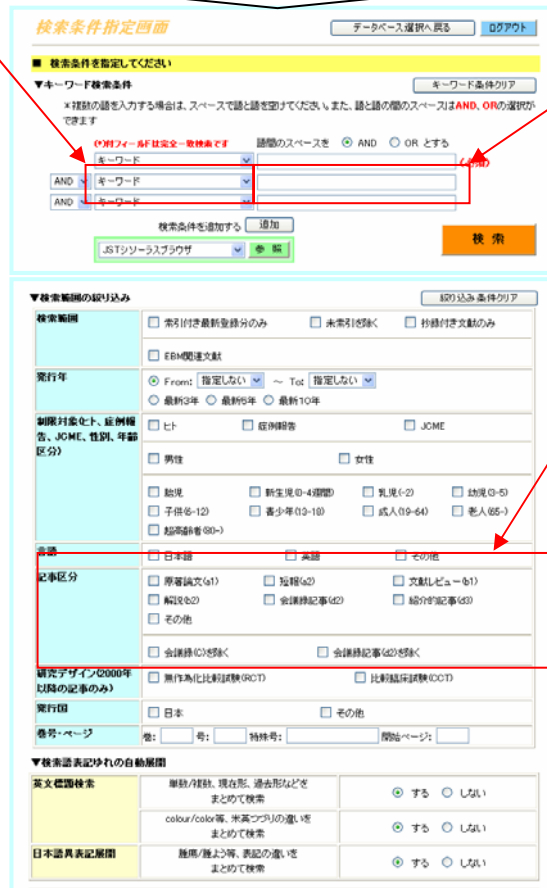 検索条件指定画面
データベース選択へ戻る ログアウト
■ 検索条件を指定してください
▼キーワード検索条件 キーワード条件クリア
×複数の語を入力する場合は、スペースで語と語を空けてください。また、語と語の間のスペースはAND、ORの選択が
できます
(*)付フィールドは完全一致検索です 語間のスペースを AND OR とする
キーワード (必須)
AND キーワード
AND キーワード
検索条件を追加する 追加
JSTシソーラスブラウザ 参照
検索
▼検索範囲の絞り込み 絞り込み条件クリア
検索範囲 索引付き最新登録分のみ 未索引を除く 抄録付き文献のみ
EBM関連文献
発行年 From: 指定しない ～ To: 指定しない
最新3年 最新5年 最新10年
制限対象(ヒト、症例報告、JCME、性別、年齢区分) ヒト 症例報告 JCME
男性 女性
胎児 新生児(0-4週間) 乳児(-2) 幼児(3-5)
子供(6-12) 青少年(13-18) 成人(19-64) 老人(65-)
超高齢者(80-)
言語 日本語 英語 その他
記事区分 原著論文(a1) 短報(a2) 文献レビュー(b1)
解説(b2) 会議録記事(d2) 紹介的記事(d3)
その他
会議録(C)を除く 会議録記事(d2)を除く
研究デザイン(2000年以降の記事のみ) 無作為化比較試験(RCT) 比較臨床試験(CCT)
発行国 日本 その他
巻号・ページ 巻: 号: 特殊号: 開始ページ:
▼検索語表記ゆれの自動展開
英文標題検索 単数/複数、現在形、過去形などを
まとめて検索 する しない
colour/color等、米英つづりの違いを
まとめて検索 する しない
日本語異表記展開 腫瘍/腫よう等、表記の違いを
まとめて検索 する しない